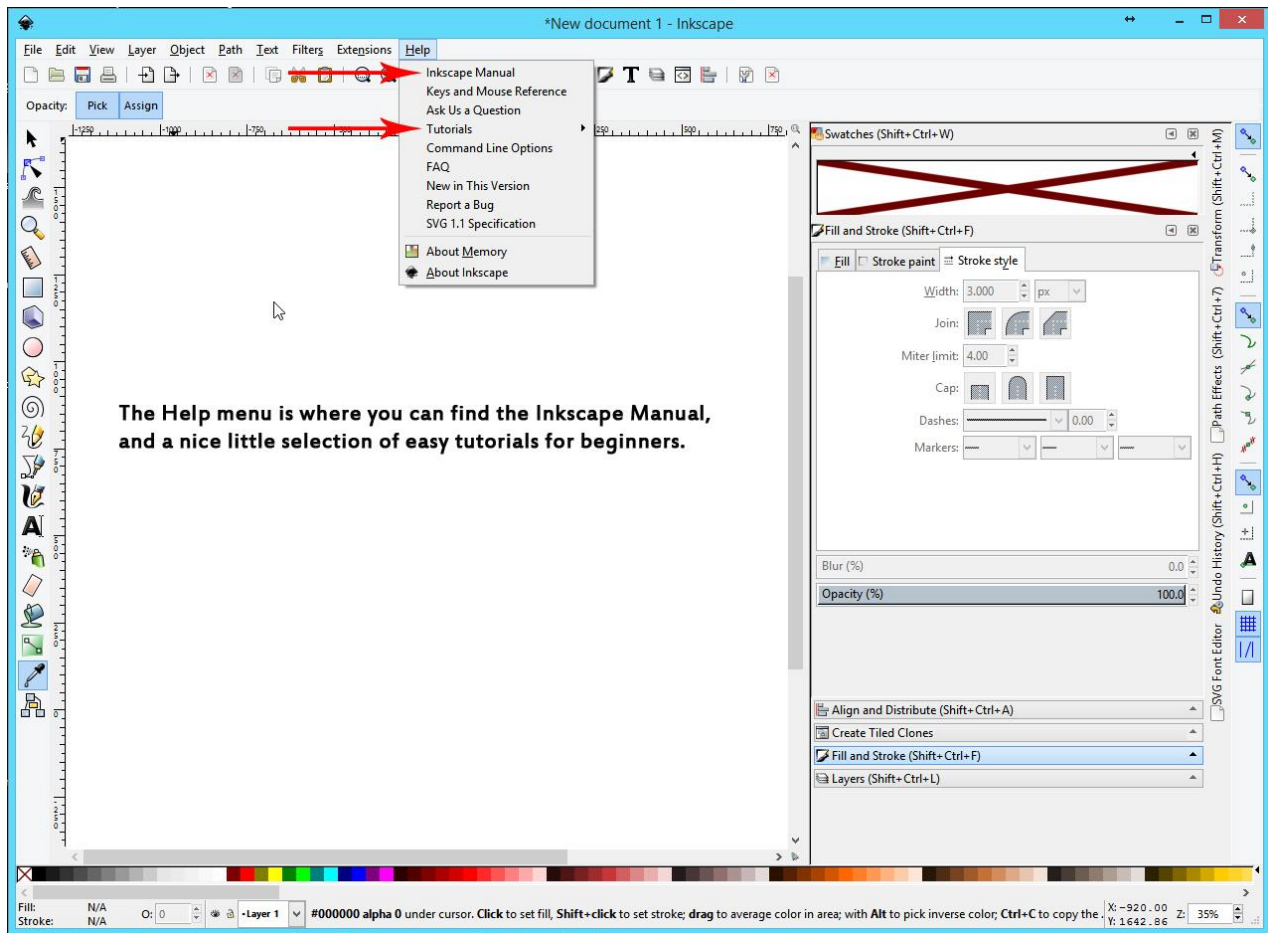 *New document 1 - Inkscape
File Edit View Layer Object Path Text Filters Extensions Help
Inkscape Manual
Keys and Mouse Reference
Ask Us a Question
Tutorials
Command Line Options
FAQ
New in This Version
Report a Bug
SVG 1.1 Specification
About Memory
About Inkscape
Opacity: Pick Assign
-1250 -1000 -750 -500 250 500 750
The Help menu is where you can find the Inkscape Manual,
and a nice little selection of easy tutorials for beginners.
Swatches (Shift+Ctrl+W)
Fill and Stroke (Shift+Ctrl+F)
Fill Stroke paint Stroke style
Width: 3.000 px
Join:
Miter limit: 4.00
Cap:
Dashes: 0.00
Markers:
Blur (%) 0.0
Opacity (%) 100.0
Align and Distribute (Shift+Ctrl+A)
Create Tiled Clones
Fill and Stroke (Shift+Ctrl+F)
Layers (Shift+Ctrl+L)
Transform (Shift+Ctrl+M)
Path Effects (Shift+Ctrl+7)
Undo History (Shift+Ctrl+H)
SVG Font Editor
Fill: N/A
Stroke: N/A
O: 0
-Layer 1
#000000 alpha 0 under cursor. Click to set fill, Shift+click to set stroke; drag to average color in area; with Alt to pick inverse color; Ctrl+C to copy the
X: -920.00
Y: 1642.86
Z: 35%